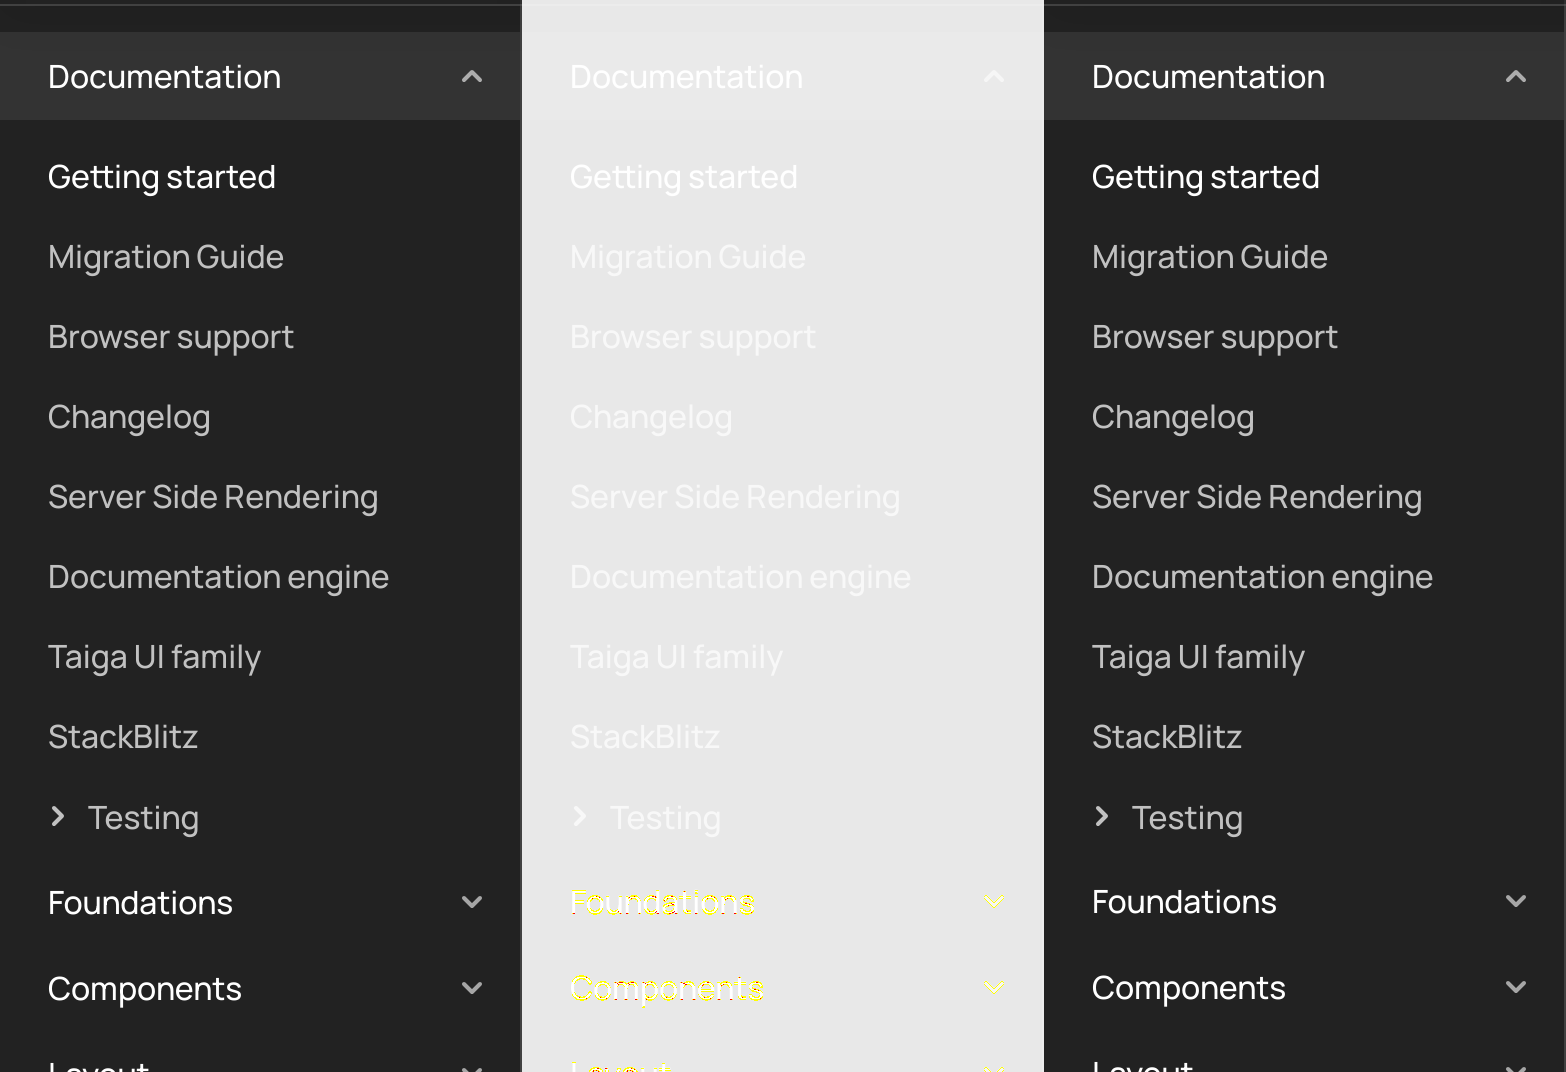 Documentation
Getting started
Migration Guide
Browser support
Changelog
Server Side Rendering
Documentation engine
Taiga UI family
StackBlitz
Testing
Foundations
Components
Layout
Documentation
Getting started
Migration Guide
Browser support
Changelog
Server Side Rendering
Documentation engine
Taiga UI family
StackBlitz
Testing
Foundations
Components
Layout
Documentation
Getting started
Migration Guide
Browser support
Changelog
Server Side Rendering
Documentation engine
Taiga UI family
StackBlitz
Testing
Foundations
Components
Layout